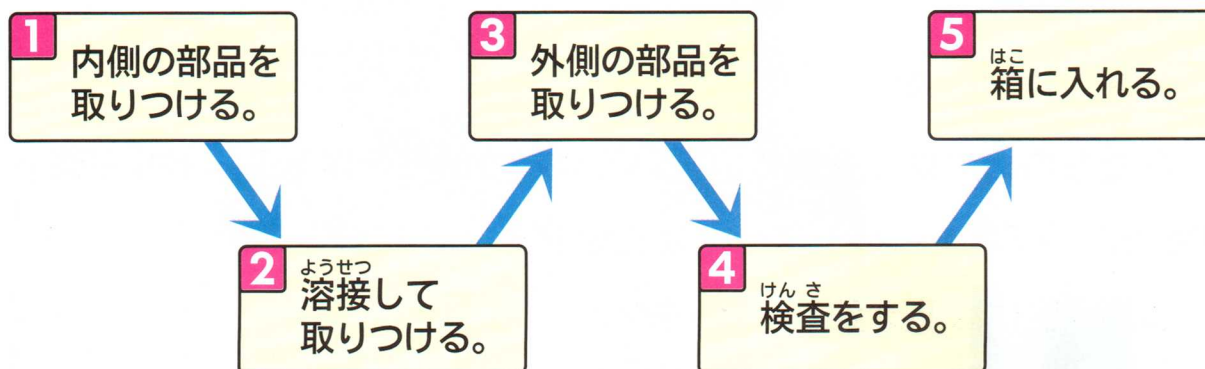 1
内側の部品を
取りつける。
2
ようせつ
溶接して
取りつける。
3
外側の部品を
取りつける。
4
けんさ
検査をする。
5
はこ
箱に入れる。